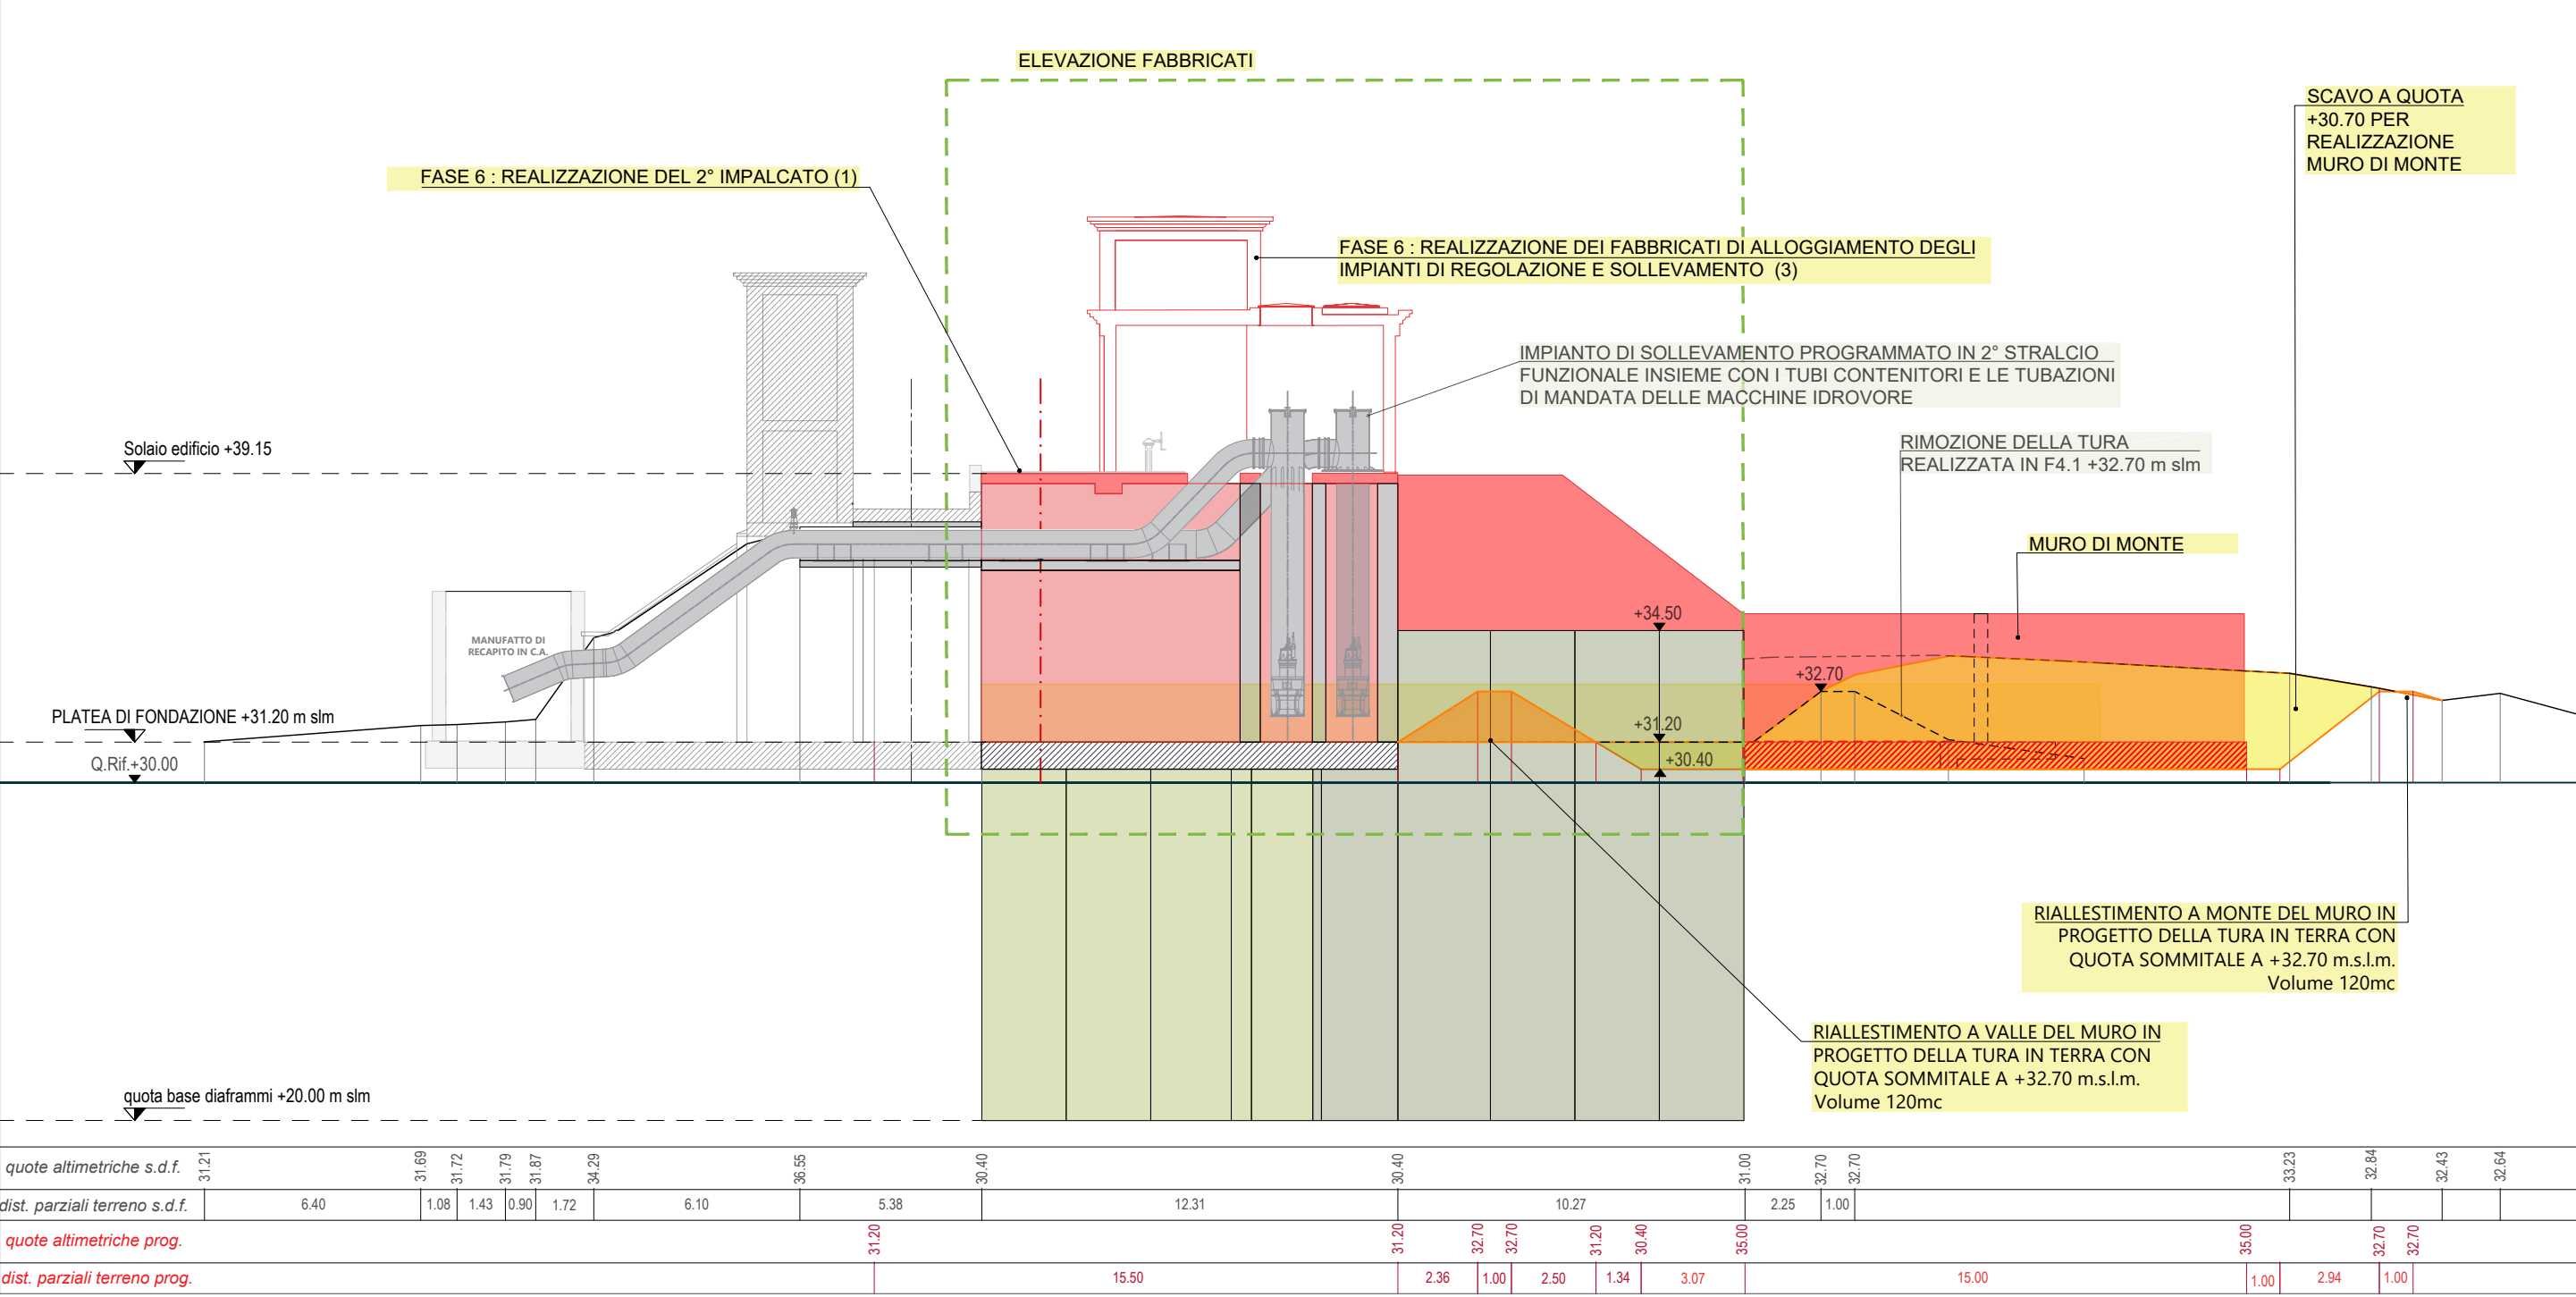 ELEVAZIONE FABBRICATI
SCAVO A QUOTA
+30.70 PER
REALIZZAZIONE
MURO DI MONTE
FASE 6 : REALIZZAZIONE DEL 2° IMPALCATO (1)
FASE 6 : REALIZZAZIONE DEI FABBRICATI DI ALLOGGIAMENTO DEGLI
IMPIANTI DI REGOLAZIONE E SOLLEVAMENTO (3)
IMPIANTO DI SOLLEVAMENTO PROGRAMMATO IN 2° STRALCIO
FUNZIONALE INSIEME CON I TUBI CONTENITORI E LE TUBAZIONI
DI MANDATA DELLE MACCHINE IDROVORE
Solaio edificio +39.15
RIMOZIONE DELLA TURA
REALIZZATA IN F4.1 +32.70 m slm
MURO DI MONTE
+34.50
MANUFATTO DI
RECAPITO IN C.A.
+32.70
PLATEA DI FONDAZIONE +31.20 m slm
+31.20
Q.Rif.+30.00
+30.40
RIALLESTIMENTO A MONTE DEL MURO IN
PROGETTO DELLA TURA IN TERRA CON
QUOTA SOMMITALE A +32.70 m.s.l.m.
Volume 120mc
RIALLESTIMENTO A VALLE DEL MURO IN
PROGETTO DELLA TURA IN TERRA CON
QUOTA SOMMITALE A +32.70 m.s.l.m.
Volume 120mc
quota base diaframmi +20.00 m slm
quote altimetriche s.d.f. 31.21 31.69 31.72 31.79 31.87 34.29 36.55 30.40 30.40 31.00 32.70 32.70 33.23 32.84 32.43 32.64
dist. parziali terreno s.d.f. 6.40 1.08 1.43 0.90 1.72 6.10 5.38 12.31 10.27 2.25 1.00
quote altimetriche prog. 31.20 31.20 32.70 32.70 31.20 30.40 35.00 35.00 32.70 32.70
dist. parziali terreno prog. 15.50 2.36 1.00 2.50 1.34 3.07 15.00 1.00 2.94 1.00